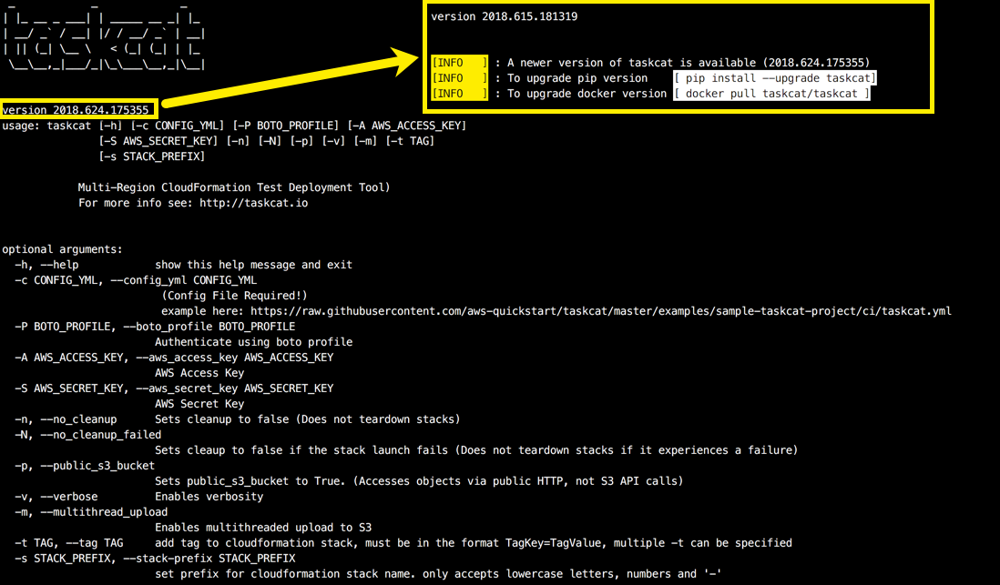 _            _             _
| |_ __ _ ___| | _____ __ _| |_
| __/ _` / __| |/ / __/ _` | __|
| || (_| \__ \   < (_| (_| | |_
 \__\__,_|___/_|\_\___\__,_|\__|
version 2018.615.181319
[INFO   ] : A newer version of taskcat is available (2018.624.175355)
[INFO   ] : To upgrade pip version    [ pip install --upgrade taskcat]
[INFO   ] : To upgrade docker version [ docker pull taskcat/taskcat ]
version 2018.624.175355
usage: taskcat [-h] [-c CONFIG_YML] [-P BOTO_PROFILE] [-A AWS_ACCESS_KEY]
[-S AWS_SECRET_KEY] [-n] [-N] [-p] [-v] [-m] [-t TAG]
[-s STACK_PREFIX]
Multi-Region CloudFormation Test Deployment Tool)
For more info see: http://taskcat.io
optional arguments:
-h, --help            show this help message and exit
-c CONFIG_YML, --config_yml CONFIG_YML
(Config File Required!)
example here: https://raw.githubusercontent.com/aws-quickstart/taskcat/master/examples/sample-taskcat-project/ci/taskcat.yml
-P BOTO_PROFILE, --boto_profile BOTO_PROFILE
Authenticate using boto profile
-A AWS_ACCESS_KEY, --aws_access_key AWS_ACCESS_KEY
AWS Access Key
-S AWS_SECRET_KEY, --aws_secret_key AWS_SECRET_KEY
AWS Secret Key
-n, --no_cleanup      Sets cleanup to false (Does not teardown stacks)
-N, --no_cleanup_failed
Sets cleaup to false if the stack launch fails (Does not teardown stacks if it experiences a failure)
-p, --public_s3_bucket
Sets public_s3_bucket to True. (Accesses objects via public HTTP, not S3 API calls)
-v, --verbose         Enables verbosity
-m, --multithread_upload
Enables multithreaded upload to S3
-t TAG, --tag TAG     add tag to cloudformation stack, must be in the format TagKey=TagValue, multiple -t can be specified
-s STACK_PREFIX, --stack-prefix STACK_PREFIX
set prefix for cloudformation stack name. only accepts lowercase letters, numbers and '-'